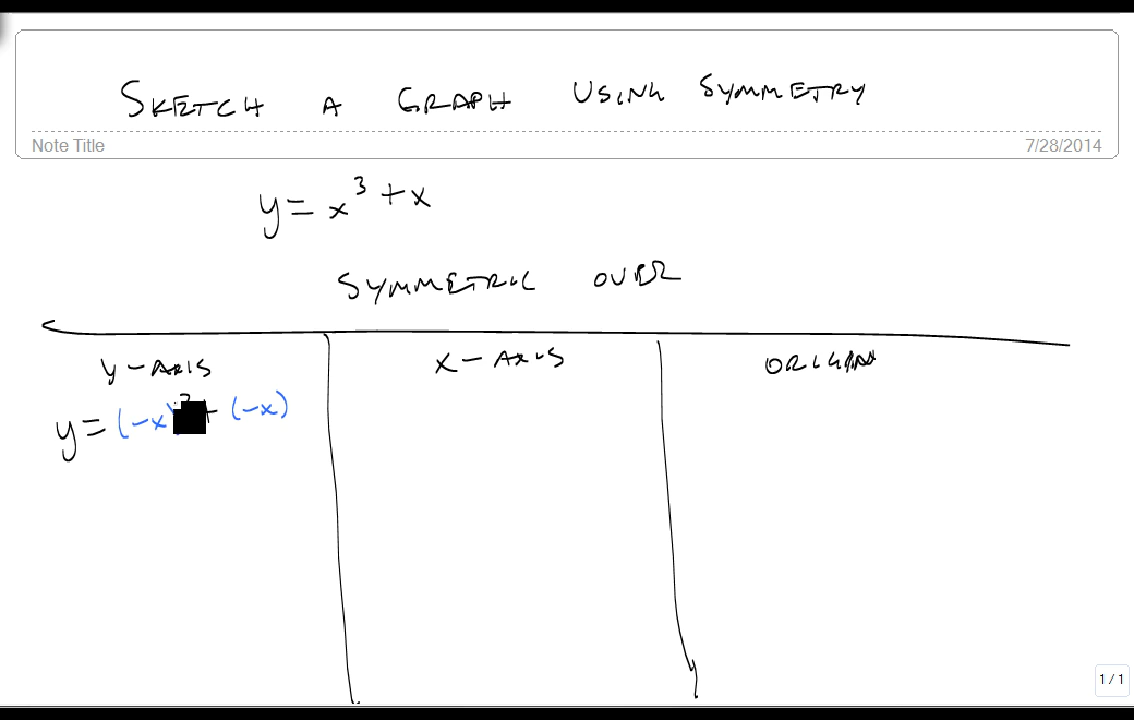 SKETCH A GRAPH USING SYMMETRY
Note Title 7/28/2014
y = x³ + x
SYMMETRIC OVER
y-AXIS X-AXIS ORIGIN
y = (-x) + (-x)
1 / 1